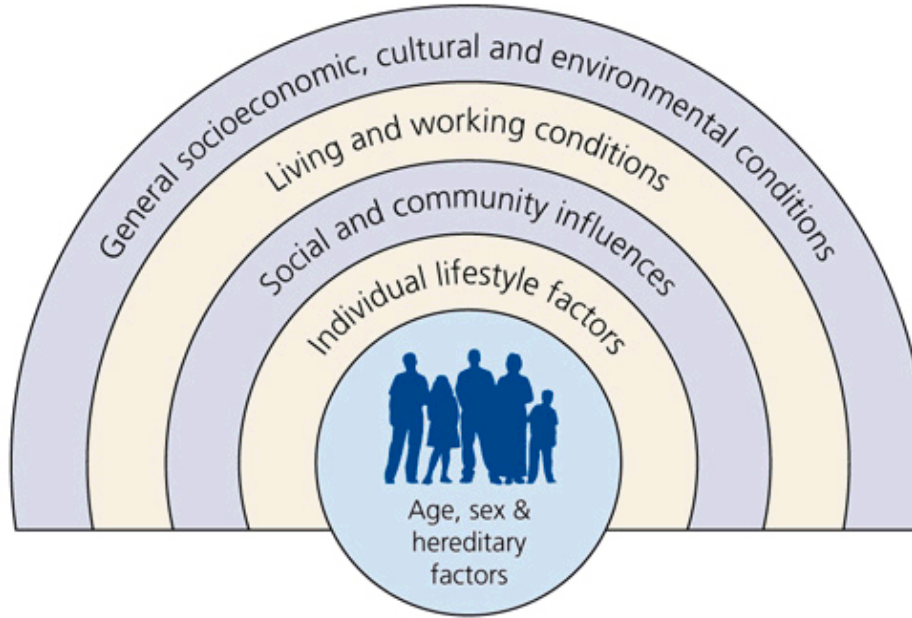 General socioeconomic, cultural and environmental conditions
Living and working conditions
Social and community influences
Individual lifestyle factors
Age, sex &
hereditary
factors